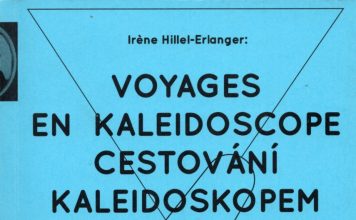 Irène Hillel-Erlanger:
VOYAGES
EN KALEIDOSCOPE
CESTOVÁNÍ
KALEIDOSKOPEM